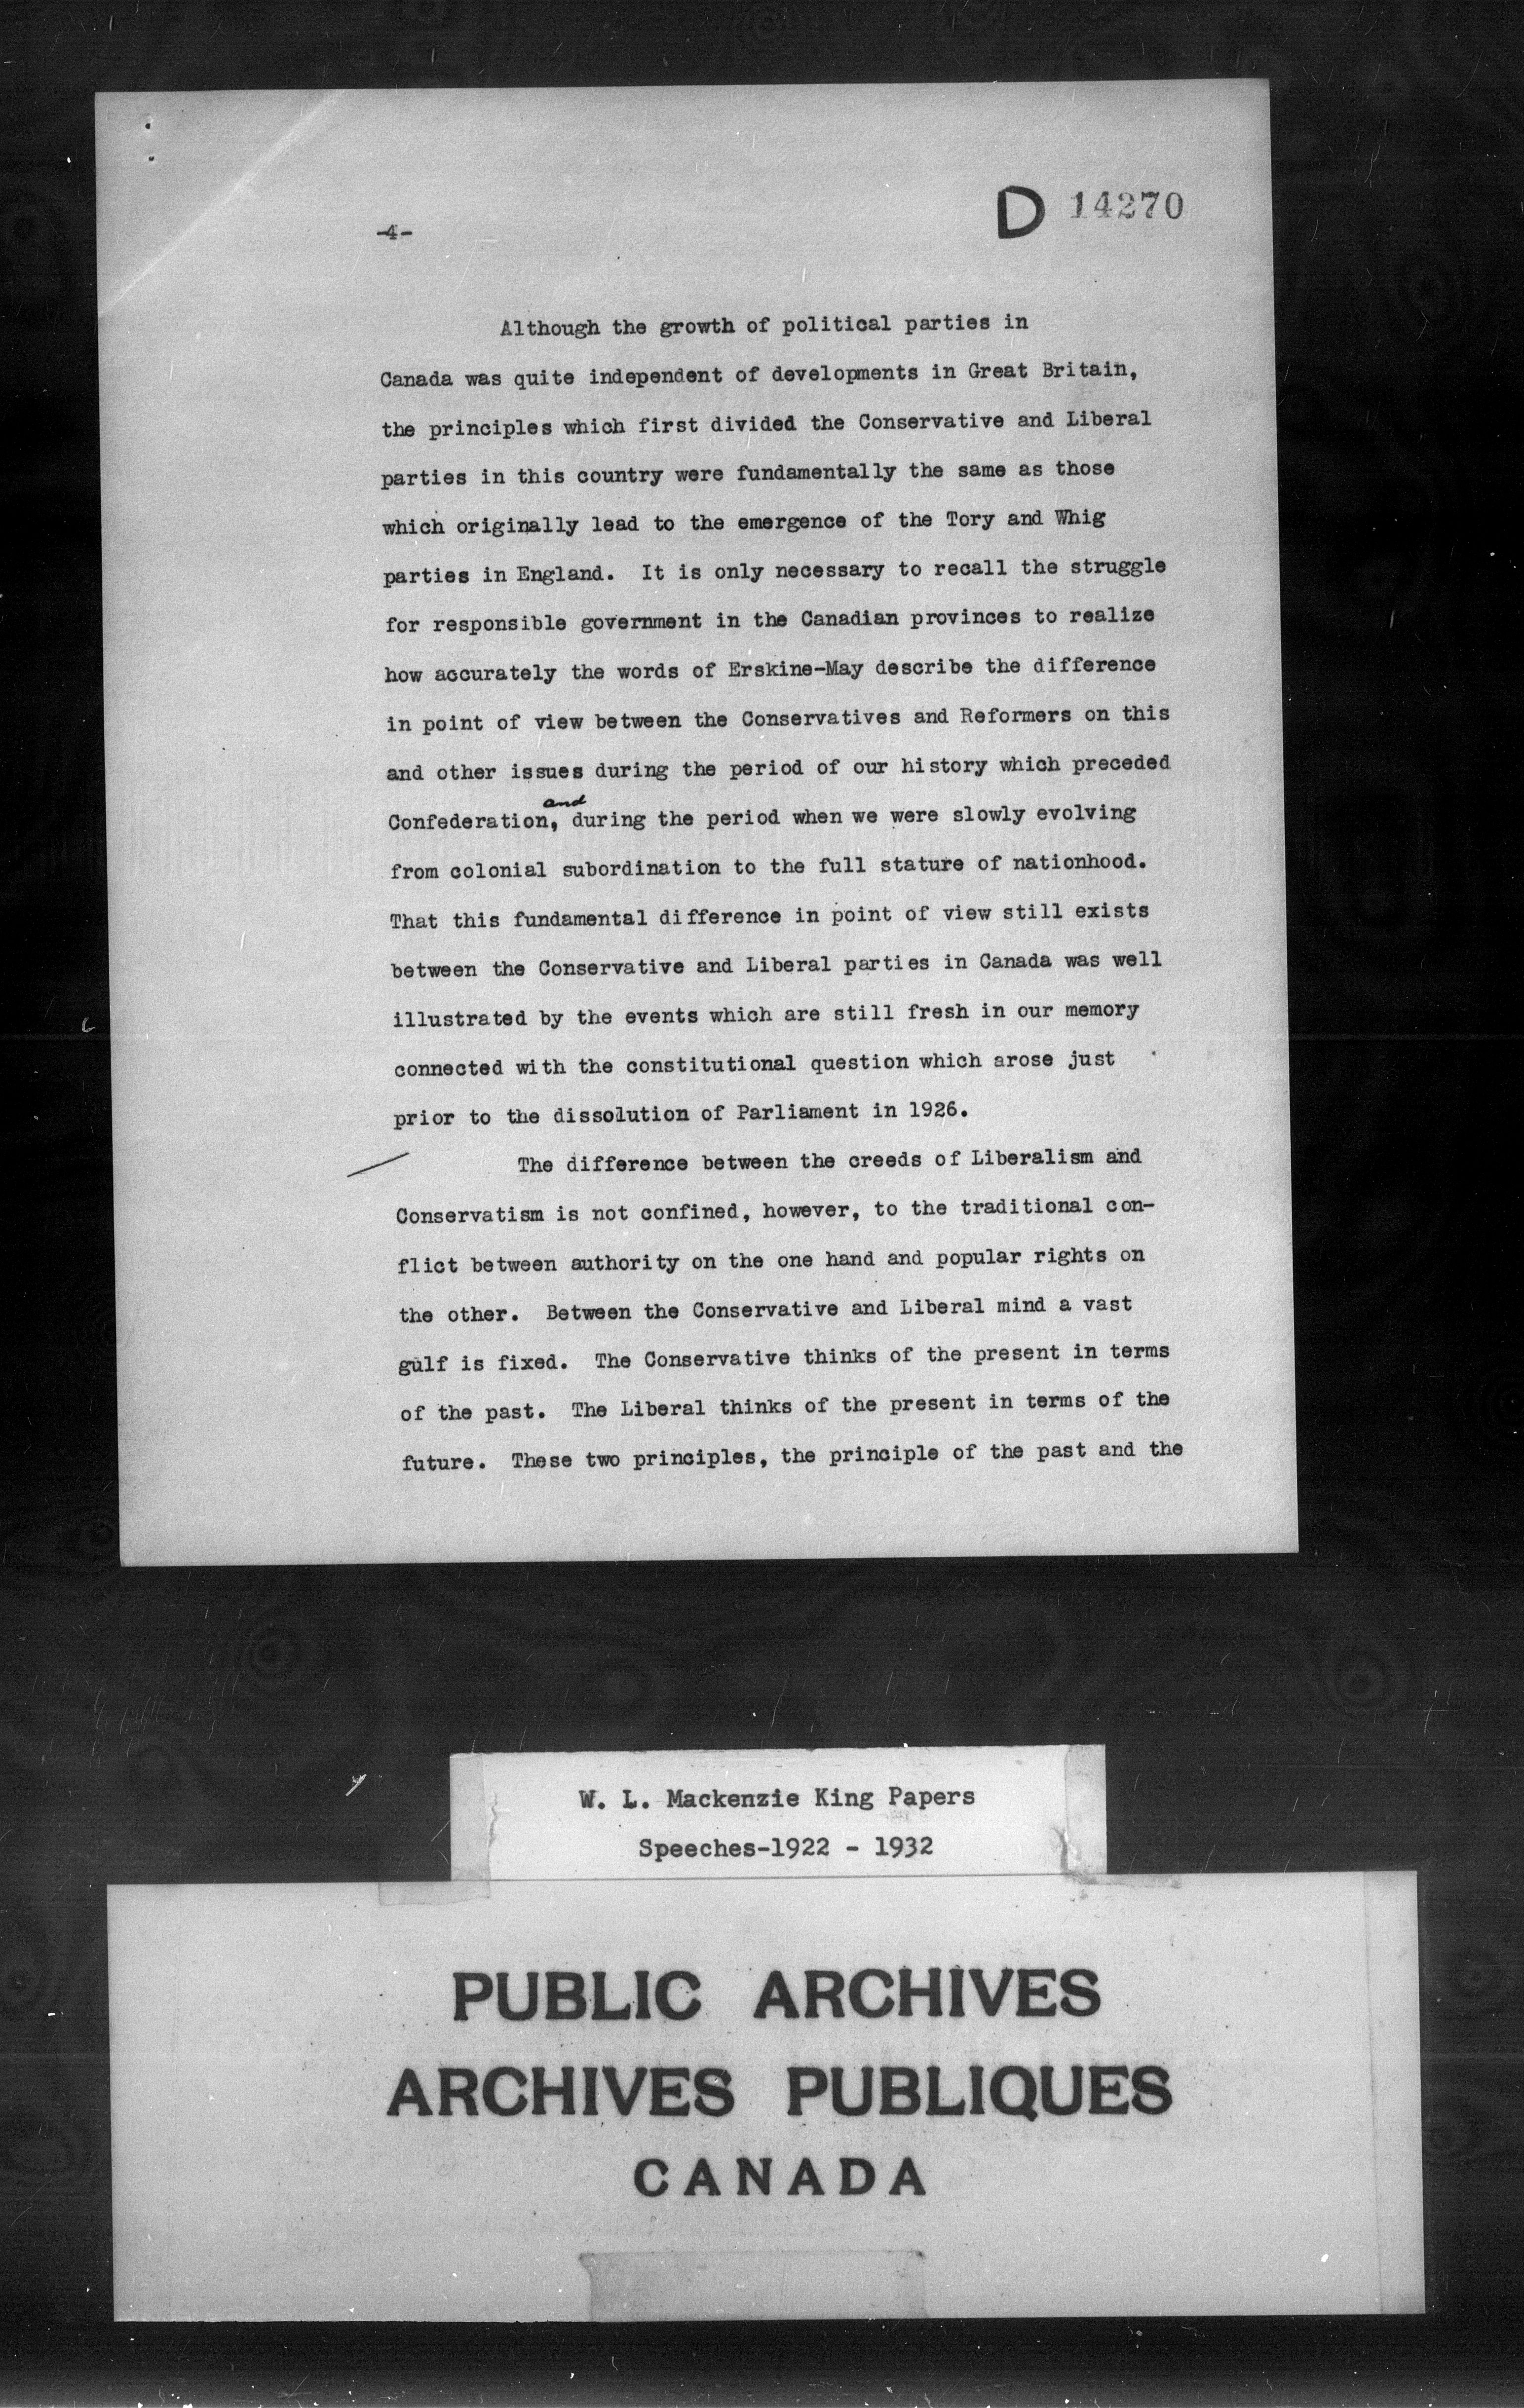 D 14270
-4-
Although the growth of political parties in
Canada was quite independent of developments in Great Britain,
the principles which first divided the Conservative and Liberal
parties in this country were fundamentally the same as those
which originally lead to the emergence of the Tory and Whig
parties in England. It is only necessary to recall the struggle
for responsible government in the Canadian provinces to realize
how accurately the words of Erskine-May describe the difference
in point of view between the Conservatives and Reformers on this
and other issues during the period of our history which preceded
and
Confederation, during the period when we were slowly evolving
from colonial subordination to the full stature of nationhood.
That this fundamental difference in point of view still exists
between the Conservative and Liberal parties in Canada was well
illustrated by the events which are still fresh in our memory
connected with the constitutional question which arose just
prior to the dissolution of Parliament in 1926.
The difference between the creeds of Liberalism and
Conservatism is not confined, however, to the traditional con-
flict between authority on the one hand and popular rights on
the other. Between the Conservative and Liberal mind a vast
gulf is fixed. The Conservative thinks of the present in terms
of the past. The Liberal thinks of the present in terms of the
future. These two principles, the principle of the past and the
W. L. Mackenzie King Papers
Speeches-1922 - 1932
PUBLIC ARCHIVES
ARCHIVES PUBLIQUES
CANADA